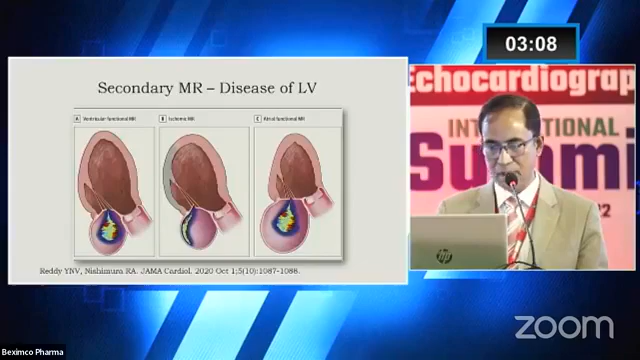 03:08
Secondary MR – Disease of LV
A Ventricular functional MR
B Ischemic MR
C Atrial functional MR
Reddy YNV, Nishimura RA. JAMA Cardiol. 2020 Oct 1;5(10):1087-1088.
Echocardiograp
INTERNATIONAL
Summi
hp
zoom
Beximco Pharma